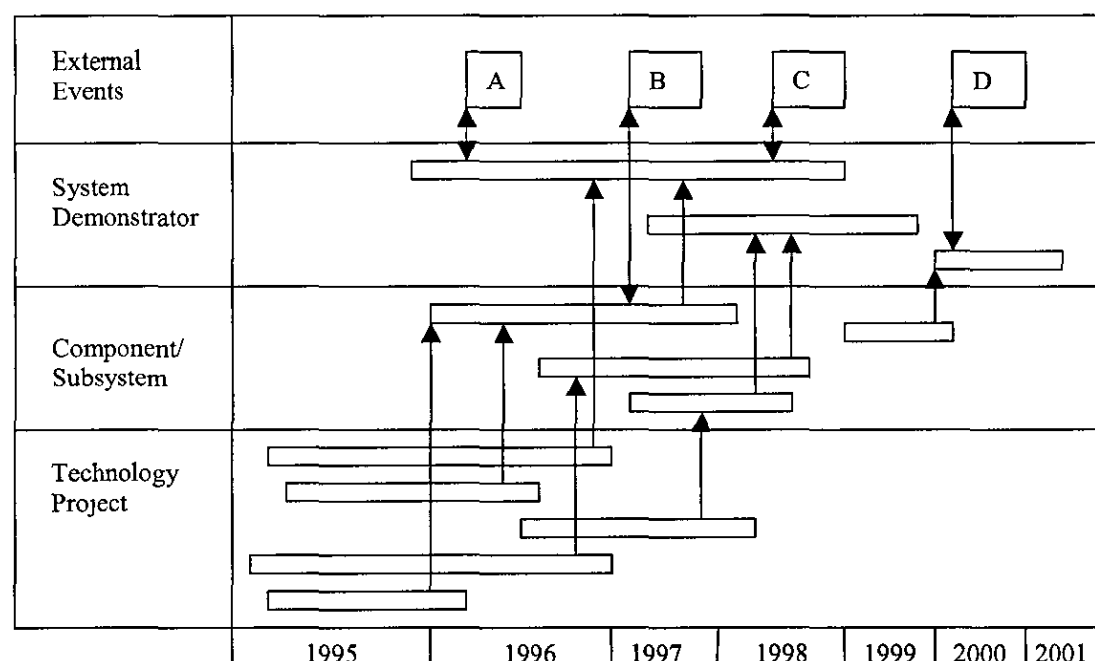 External
Events
A
B
C
D
System
Demonstrator
Component/
Subsystem
Technology
Project
1995
1996
1997
1998
1999
2000
2001